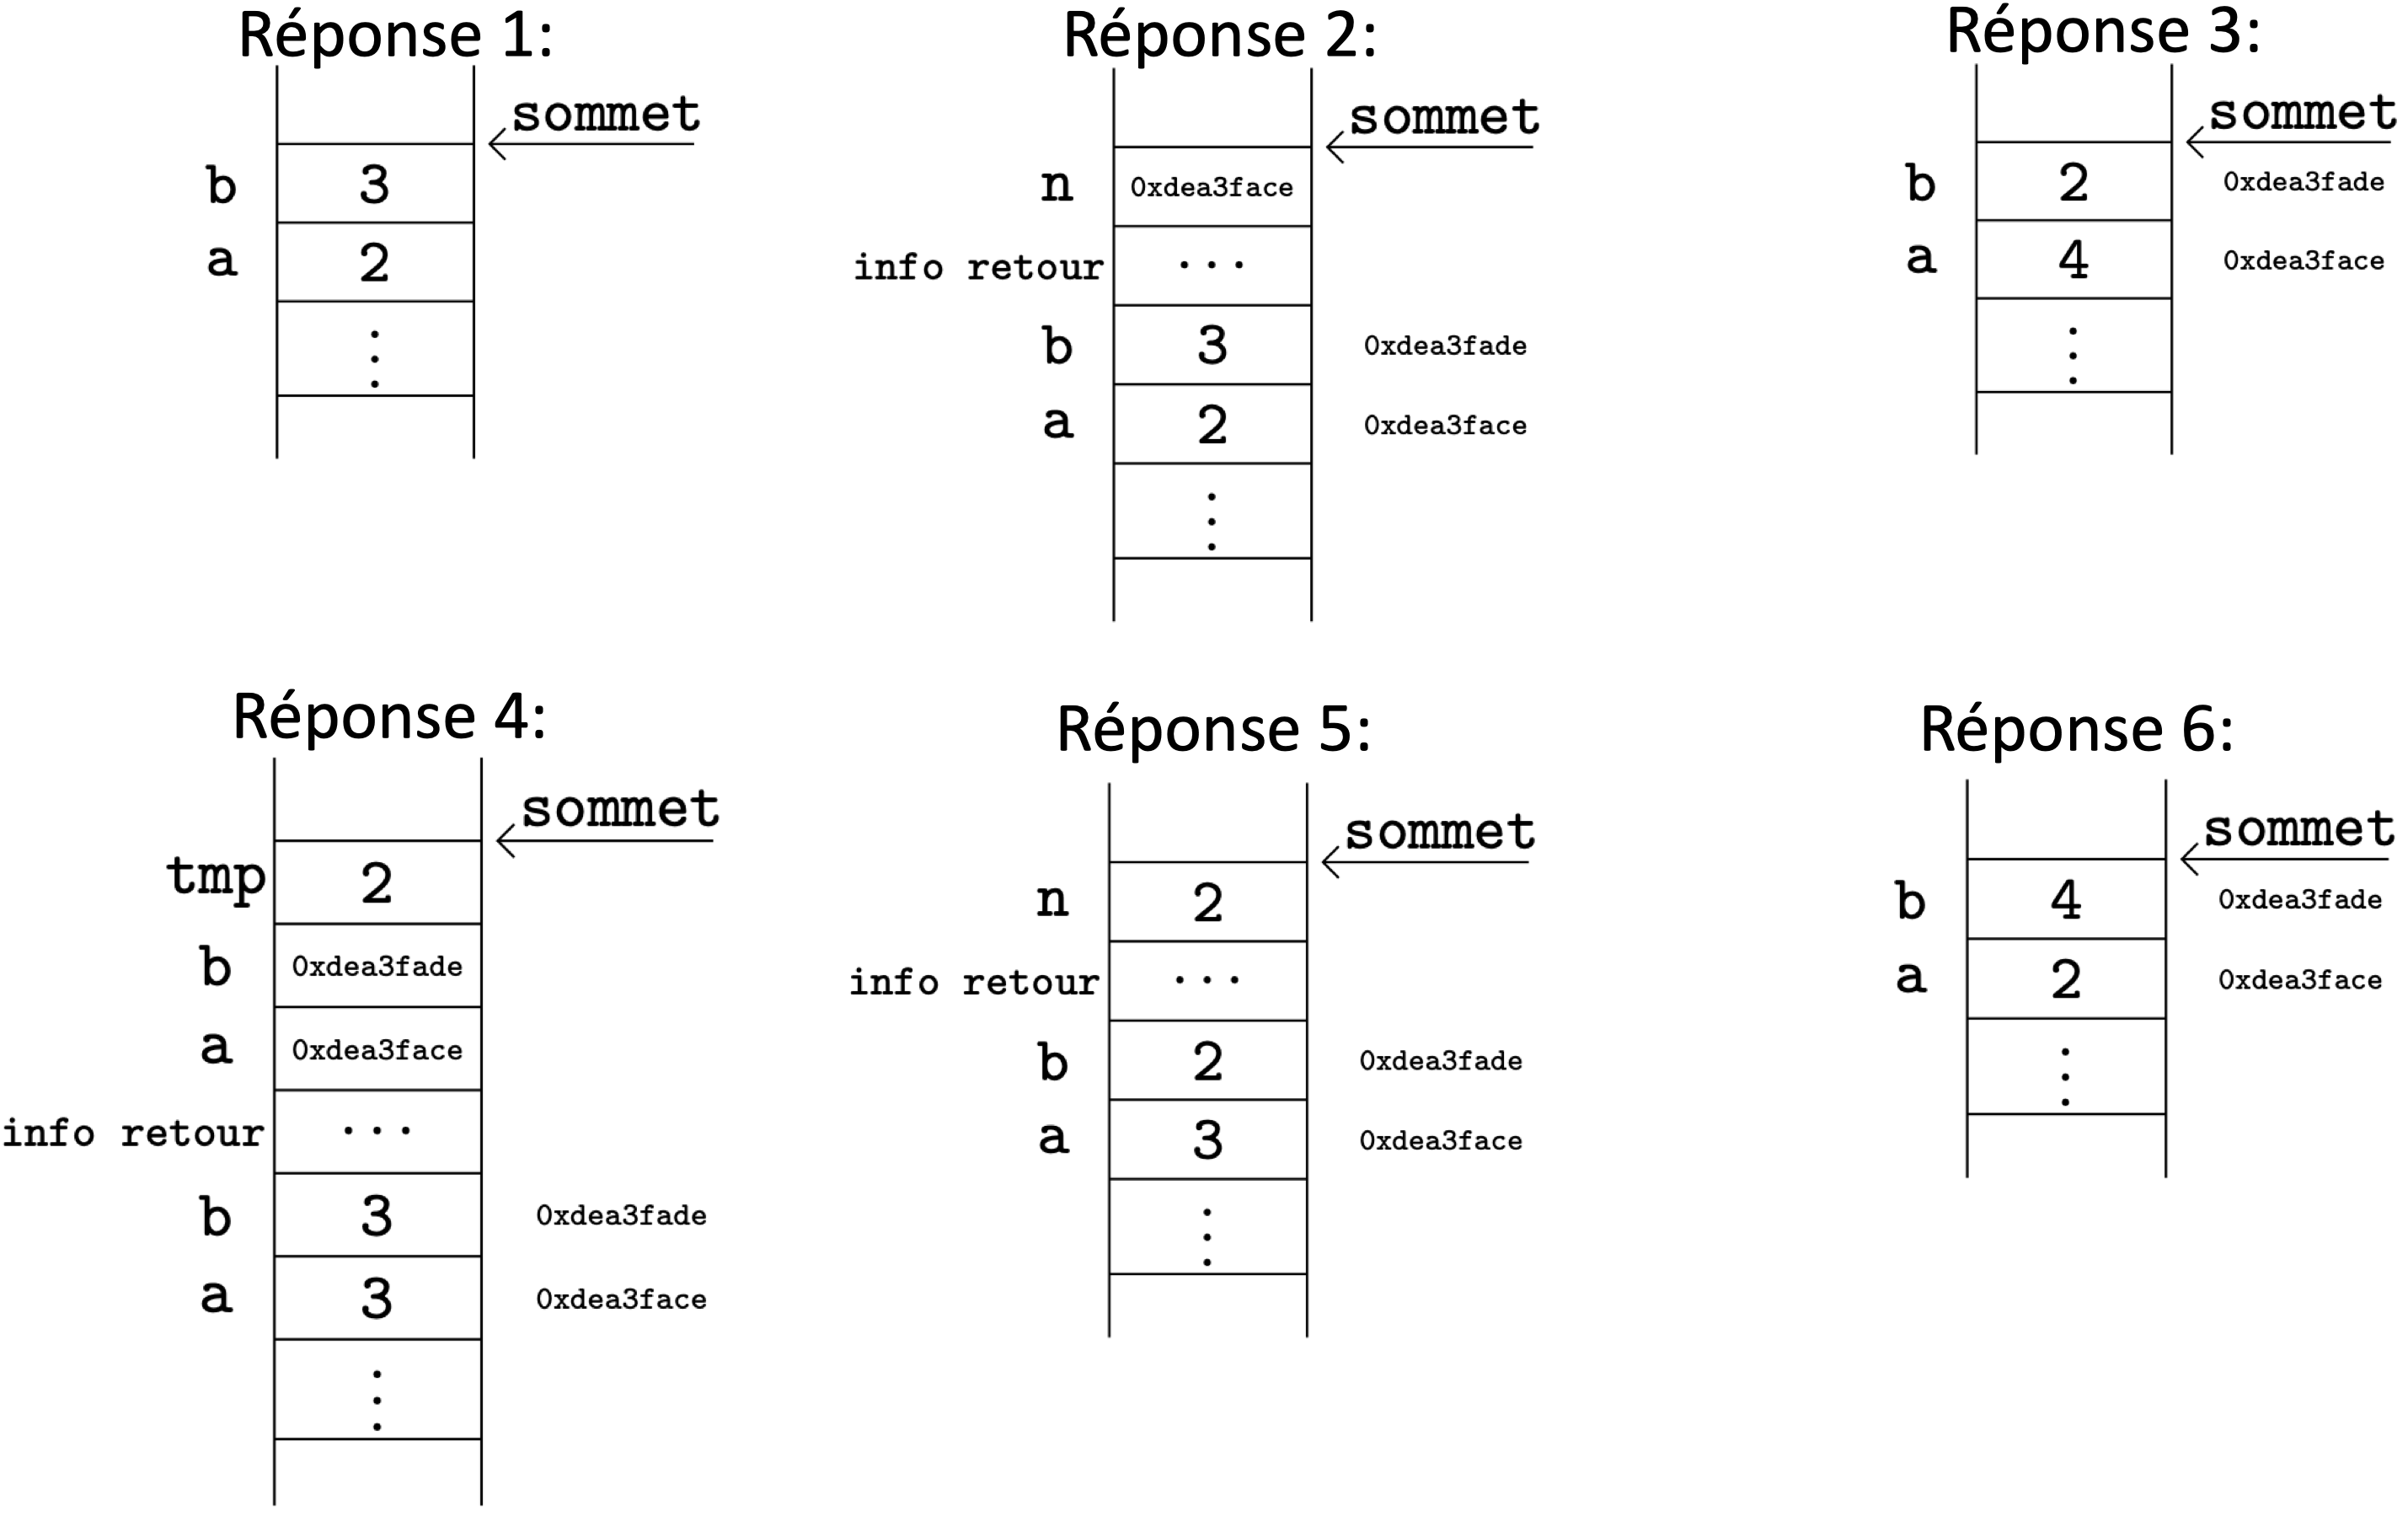 Réponse 1:
sommet
b 3
a 2
⋮
Réponse 2:
sommet
n 0xdea3face
info retour ...
b 3 0xdea3fade
a 2 0xdea3face
⋮
Réponse 3:
sommet
b 2 0xdea3fade
a 4 0xdea3face
⋮
Réponse 4:
sommet
tmp 2
b 0xdea3fade
a 0xdea3face
info retour ...
b 3 0xdea3fade
a 3 0xdea3face
⋮
Réponse 5:
sommet
n 2
info retour ...
b 2 0xdea3fade
a 3 0xdea3face
⋮
Réponse 6:
sommet
b 4 0xdea3fade
a 2 0xdea3face
⋮